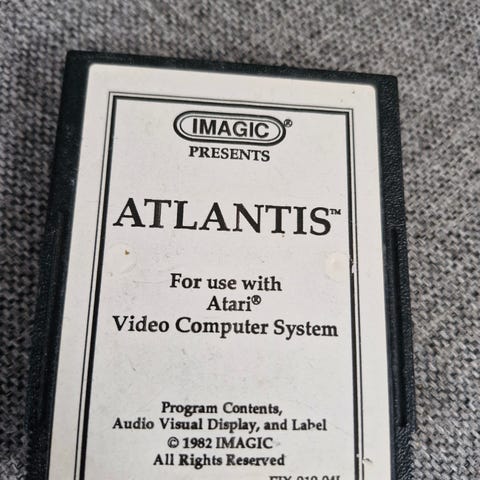 IMAGIC®
PRESENTS
ATLANTIS™
For use with
Atari®
Video Computer System
Program Contents,
Audio Visual Display, and Label
© 1982 IMAGIC
All Rights Reserved